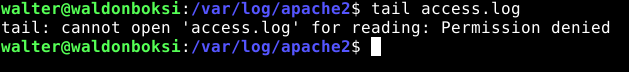 walter@waldonboksi:/var/log/apache2$ tail access.log
tail: cannot open 'access.log' for reading: Permission denied
walter@waldonboksi:/var/log/apache2$